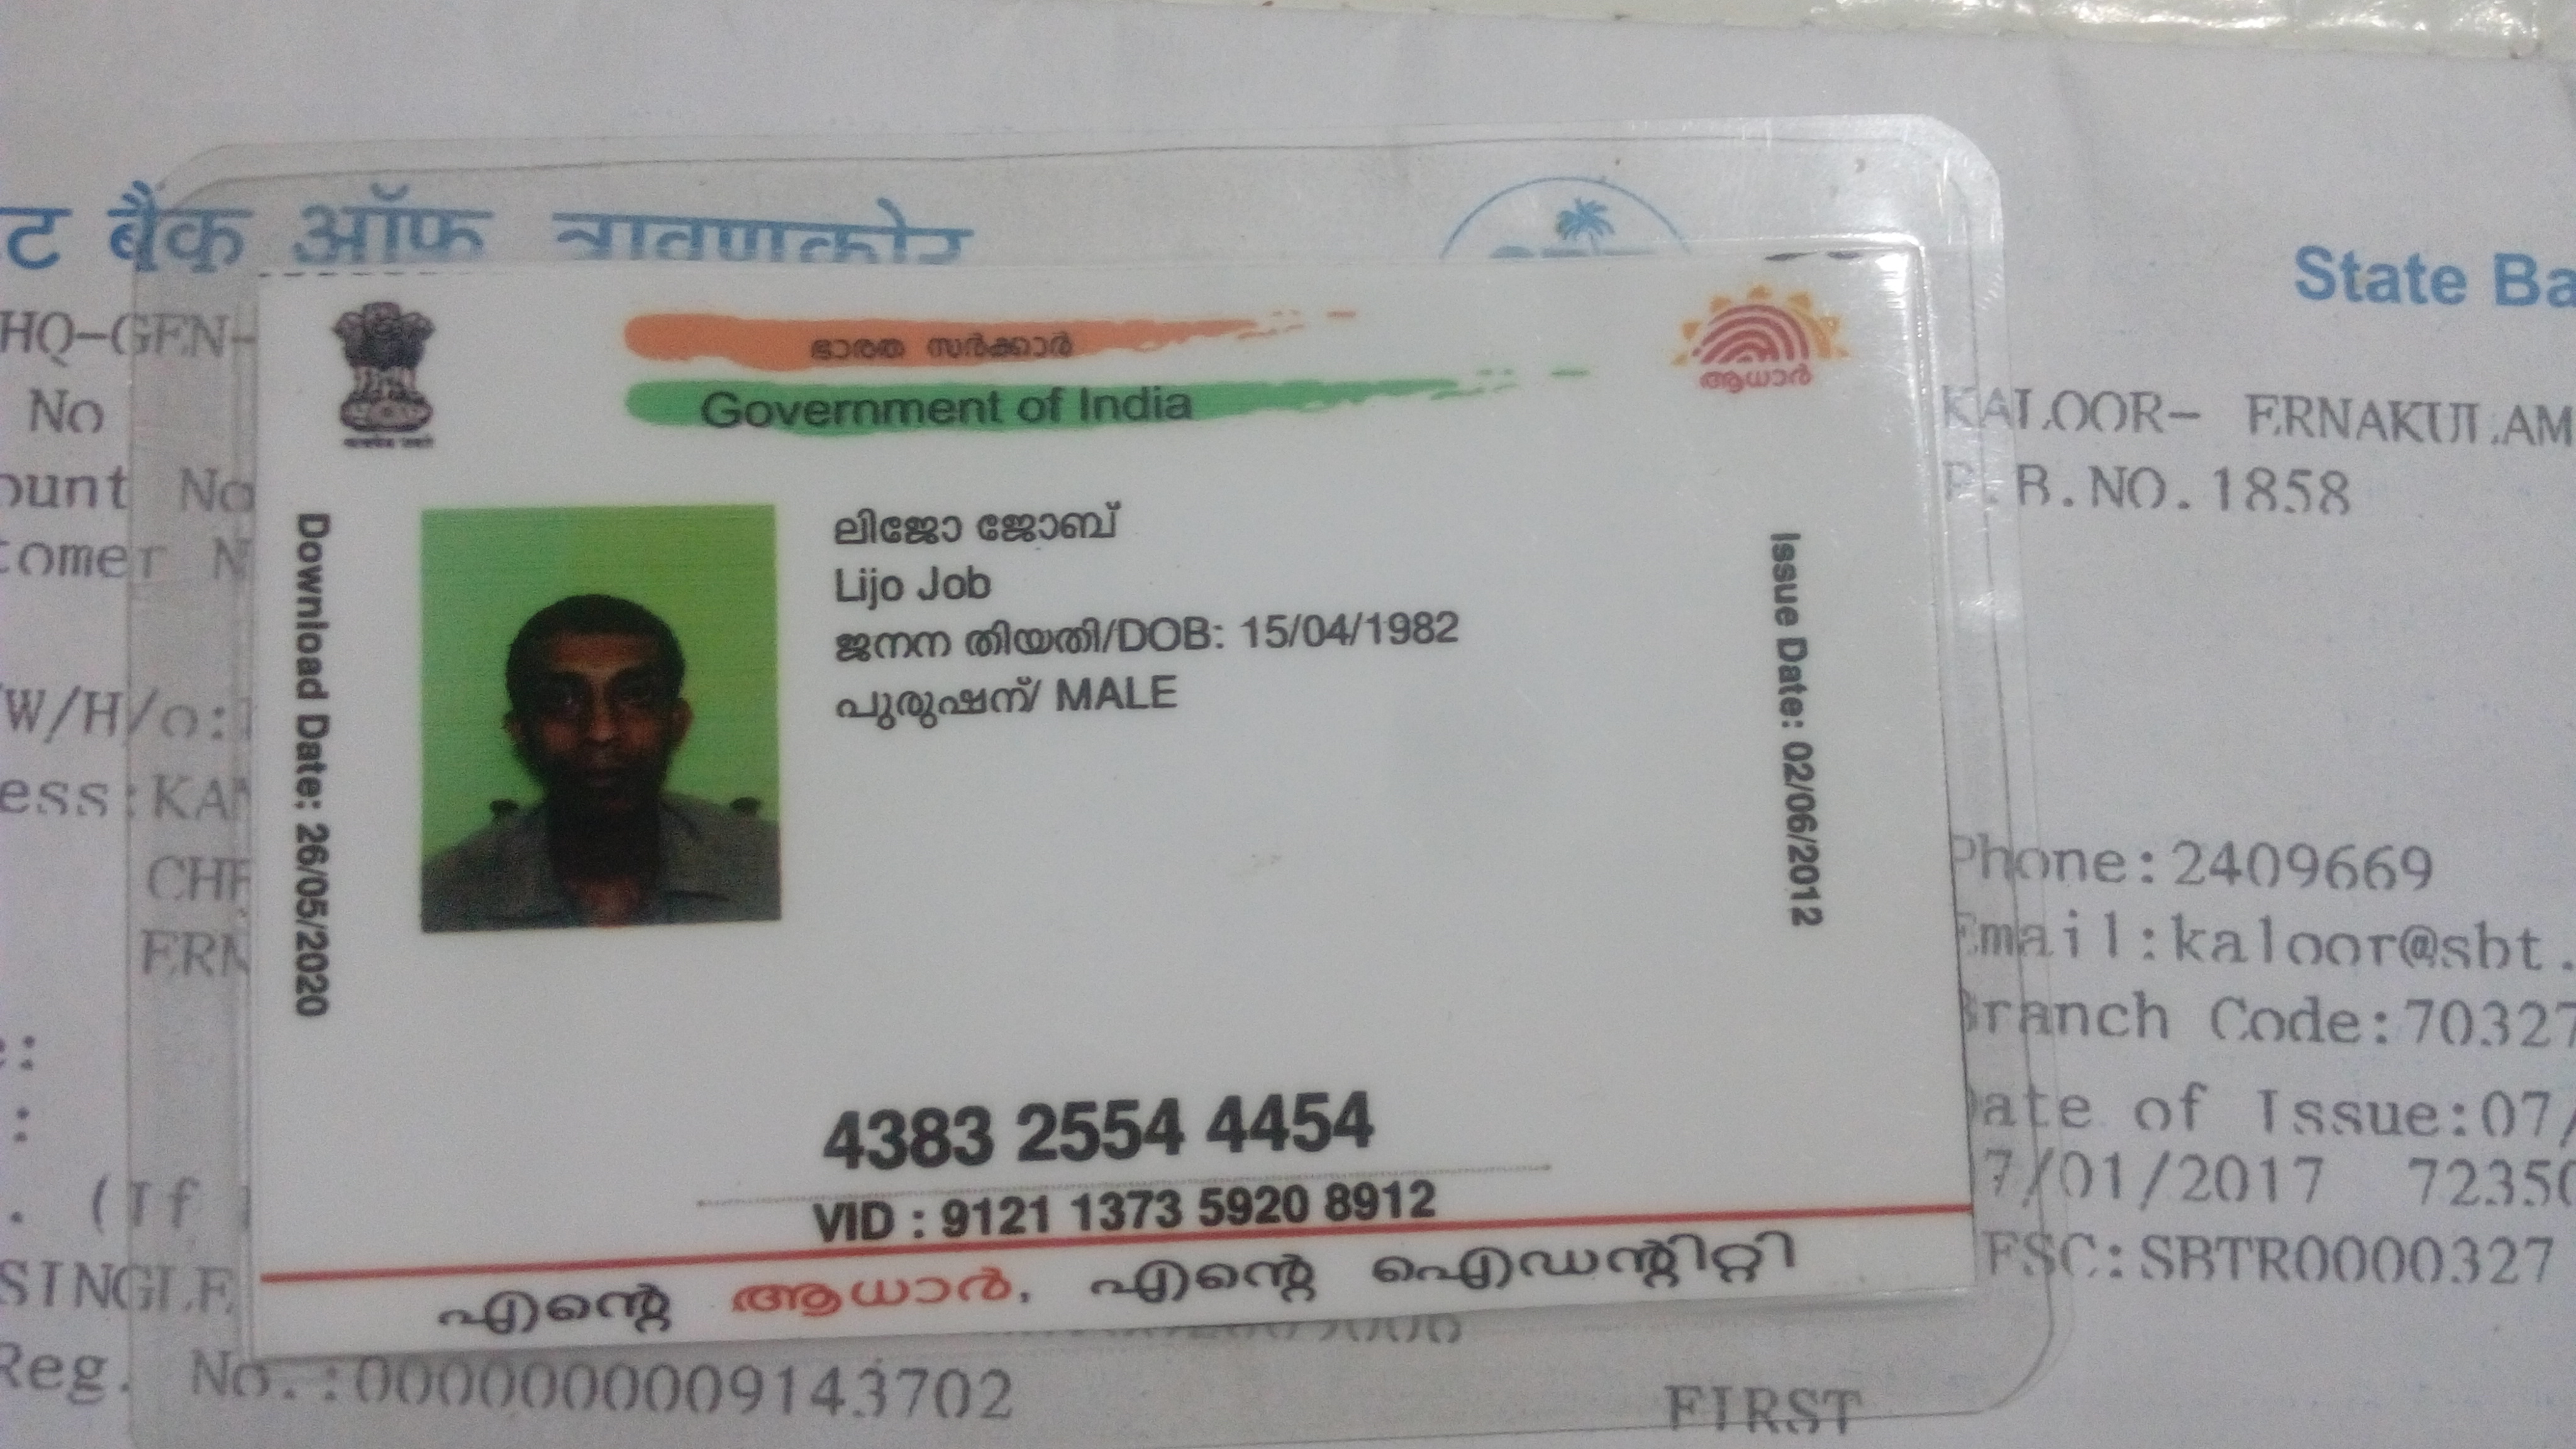 बैंक ऑफ त्रावणकोर
State Ba
HQ-GEN-
No
KALOOR- ERNAKULAM
ount No
P.B.NO.1858
tomer N
/W/H/o:
ess:KAN
CHE
ERN
Phone:2409669
Email:kaloor@sbt.
Branch Code:70327
Date of Issue:07/
7/01/2017 72350
. (If
IFSC:SBTR0000327
SINGLE
Reg. No.:0000000009143702
FIRST
ഭാരത സർക്കാർ
Government of India
ആധാർ
Download Date: 26/05/2020
ലിജോ ജോബ്
Lijo Job
ജനന തിയതി/DOB: 15/04/1982
പുരുഷന്/ MALE
Issue Date: 02/06/2012
4383 2554 4454
VID : 9121 1373 5920 8912
എന്റെ ആധാർ, എന്റെ ഐഡന്റിറ്റി